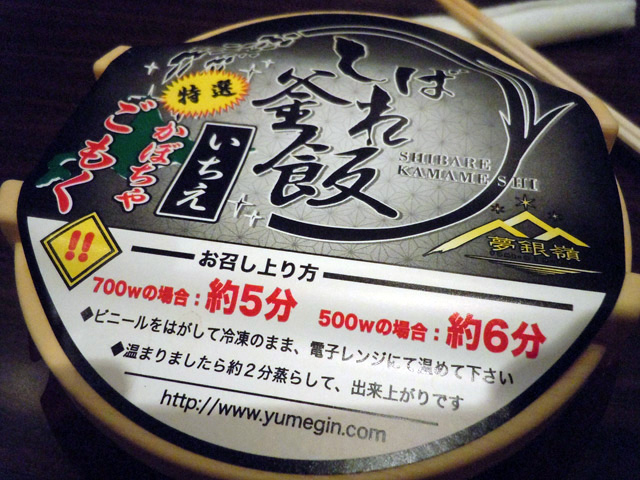 しばれ
釜飯
SHIBARE
KAMAMESHI
特選
かぼちゃ
ごもく
いちえ
夢銀嶺
!!
お召し上り方
700wの場合：約5分 500wの場合：約6分
◆ビニールをはがして冷凍のまま、電子レンジにて温めて下さい
◆温まりましたら約2分蒸らして、出来上がりです
http://www.yumegin.com